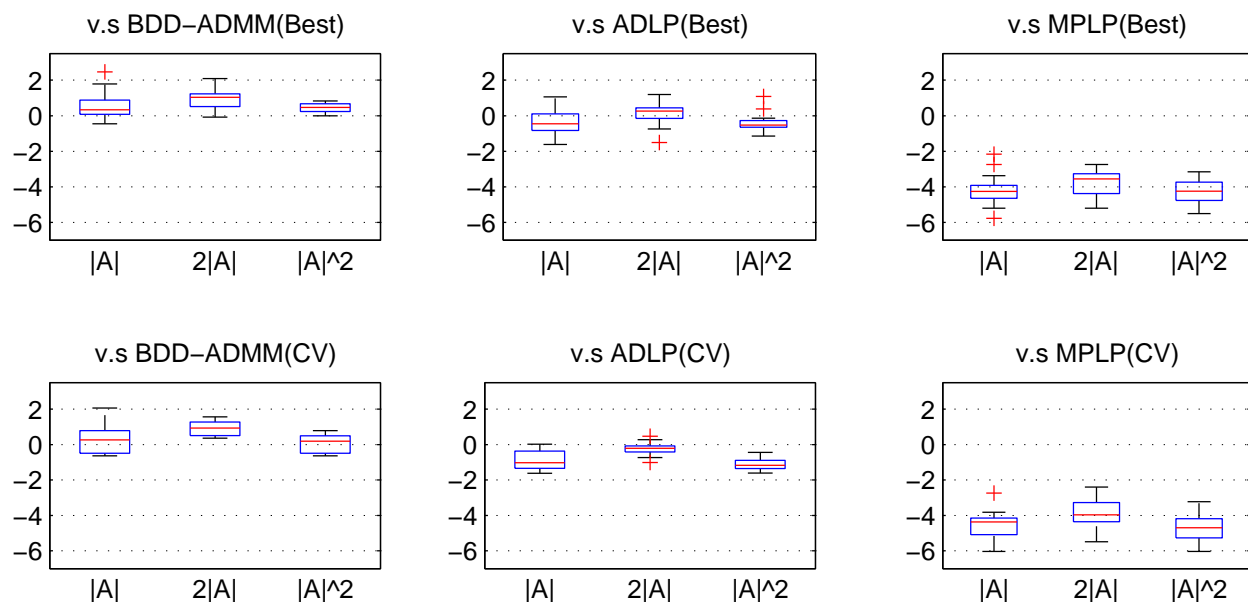 v.s BDD−ADMM(Best)
2
0
−2
−4
−6
|A| 2|A| |A|^2
v.s ADLP(Best)
2
0
−2
−4
−6
|A| 2|A| |A|^2
v.s MPLP(Best)
2
0
−2
−4
−6
|A| 2|A| |A|^2
v.s BDD−ADMM(CV)
2
0
−2
−4
−6
|A| 2|A| |A|^2
v.s ADLP(CV)
2
0
−2
−4
−6
|A| 2|A| |A|^2
v.s MPLP(CV)
2
0
−2
−4
−6
|A| 2|A| |A|^2